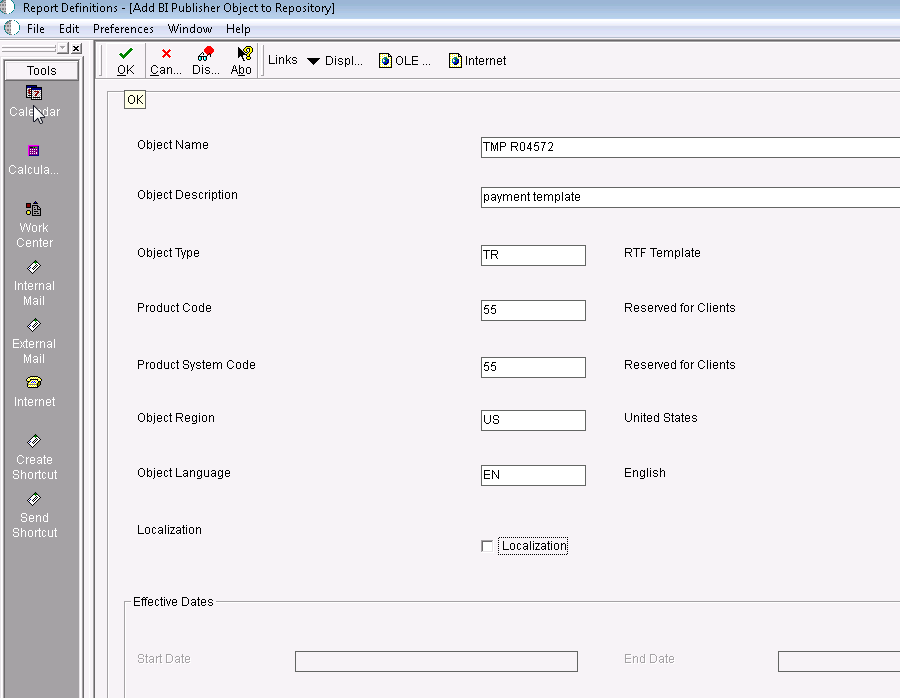 Report Definitions - [Add BI Publisher Object to Repository]
File Edit Preferences Window Help
Tools
OK Can... Dis... Abo Links Displ... OLE ... Internet
OK
Calendar
Calcula...
Work
Center
Internal
Mail
External
Mail
Internet
Create
Shortcut
Send
Shortcut
Object Name TMP R04572
Object Description payment template
Object Type TR RTF Template
Product Code 55 Reserved for Clients
Product System Code 55 Reserved for Clients
Object Region US United States
Object Language EN English
Localization
Localization
Effective Dates
Start Date End Date